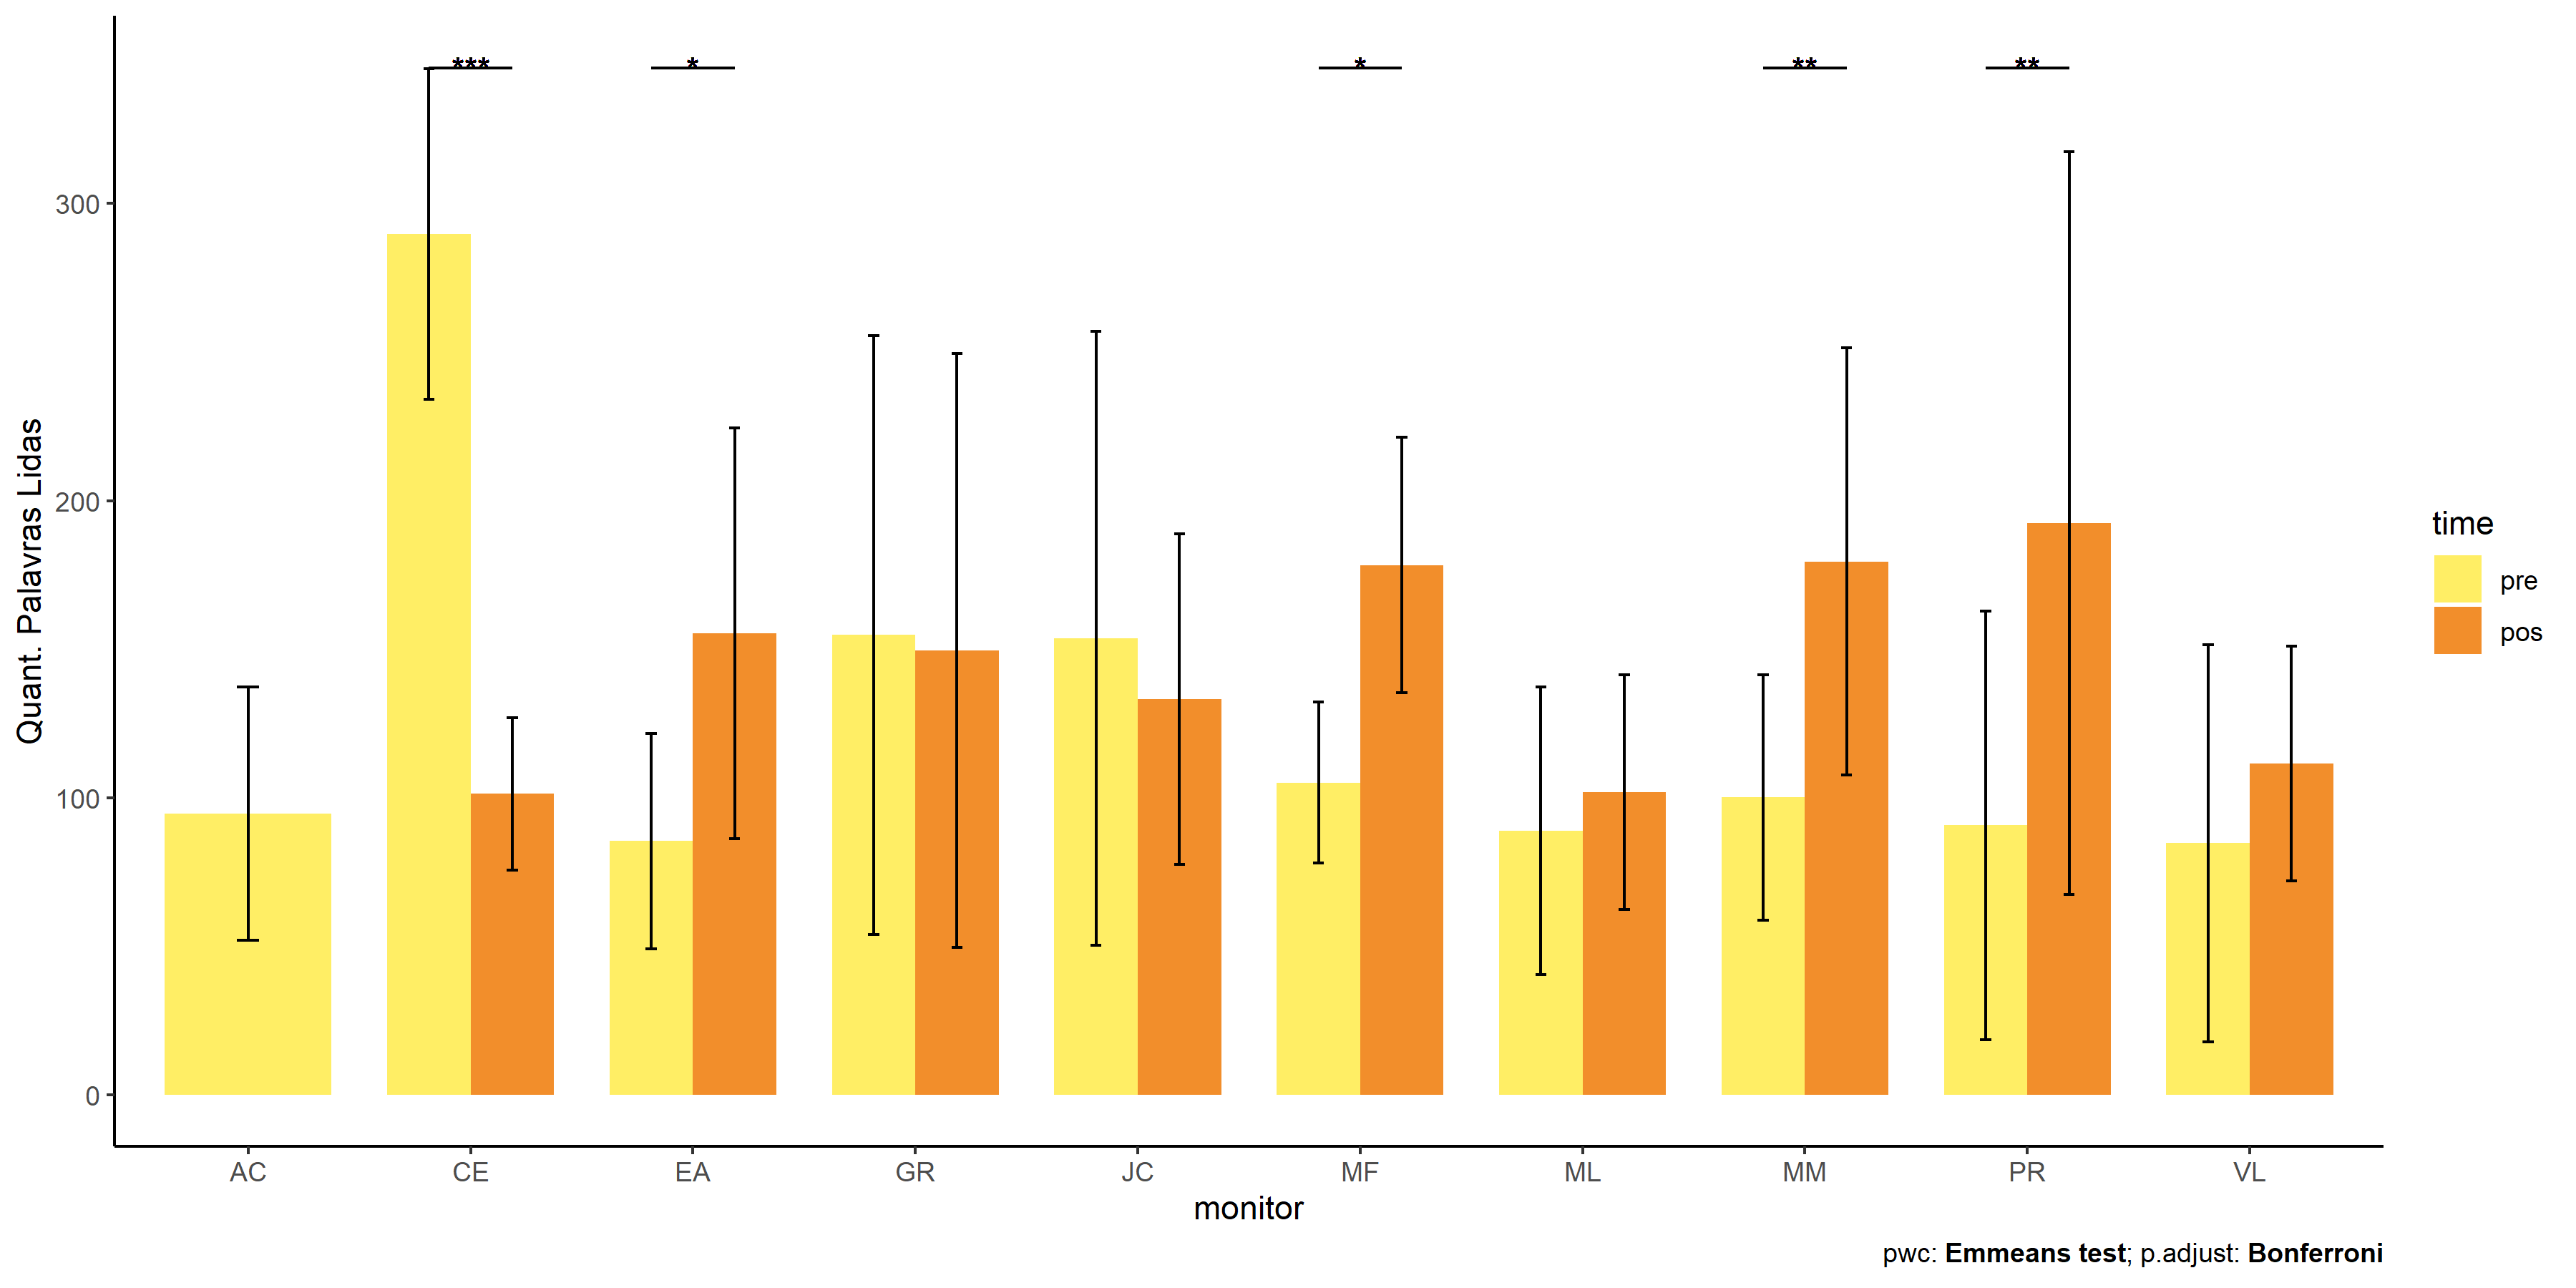 *** * * ** **
Quant. Palavras Lidas
300
200
100
0
AC CE EA GR JC MF ML MM PR VL
monitor
time
pre
pos
pwc: Emmeans test; p.adjust: Bonferroni